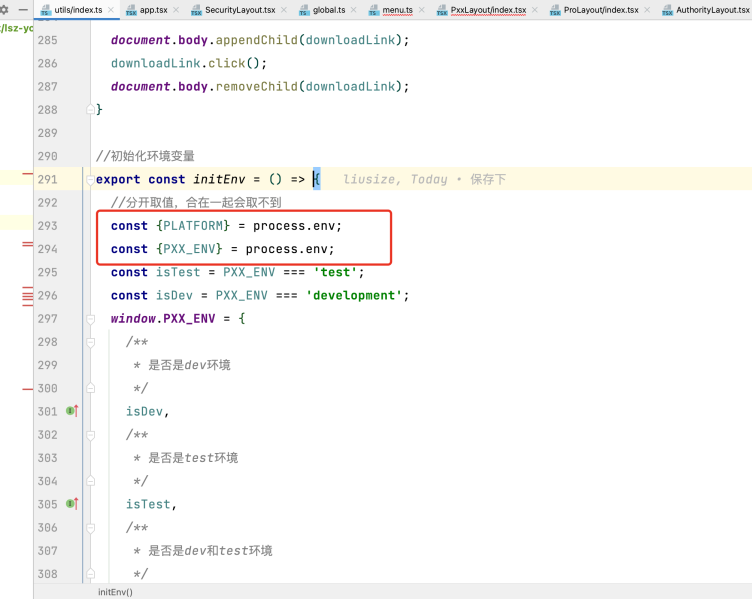 utils/index.ts
app.tsx
SecurityLayout.tsx
global.ts
menu.ts
PxxLayout/index.tsx
ProLayout/index.tsx
AuthorityLayout.tsx
285 document.body.appendChild(downloadLink);
286 downloadLink.click();
287 document.body.removeChild(downloadLink);
288 }
289
290 //初始化环境变量
291 export const initEnv = () => { liusize, Today • 保存下
292 //分开取值，合在一起会取不到
293 const {PLATFORM} = process.env;
294 const {PXX_ENV} = process.env;
295 const isTest = PXX_ENV === 'test';
296 const isDev = PXX_ENV === 'development';
297 window.PXX_ENV = {
298 /**
299 * 是否是dev环境
300 */
301 isDev,
302 /**
303 * 是否是test环境
304 */
305 isTest,
306 /**
307 * 是否是dev和test环境
308 */
initEnv()